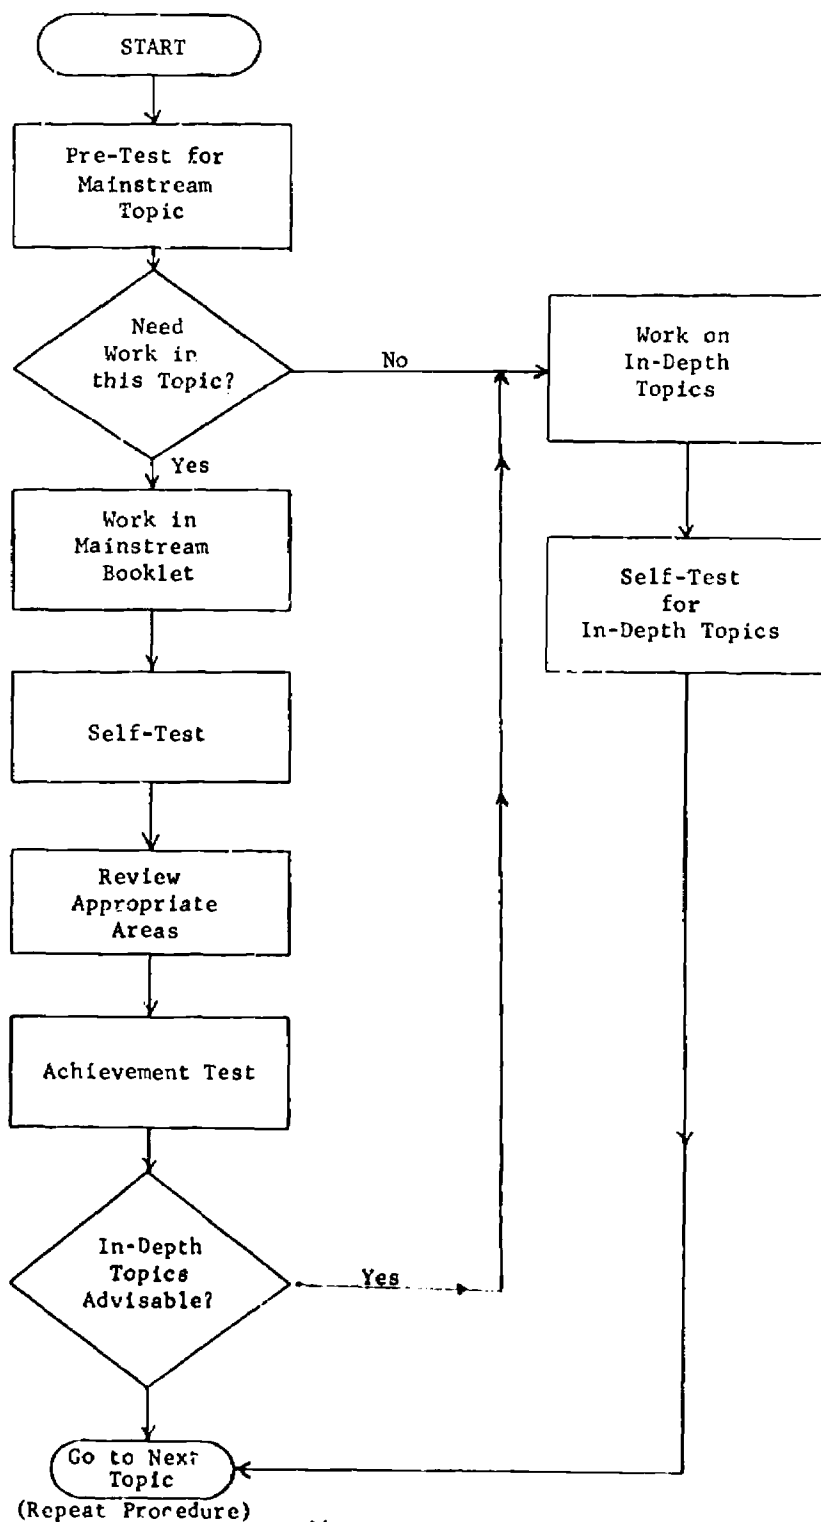 START
Pre-Test for
Mainstream
Topic
Need
Work in
this Topic?
No
Yes
Work in
Mainstream
Booklet
Self-Test
Review
Appropriate
Areas
Achievement Test
In-Depth
Topics
Advisable?
Yes
Go to Next
Topic
(Repeat Procedure)
Work on
In-Depth
Topics
Self-Test
for
In-Depth Topics